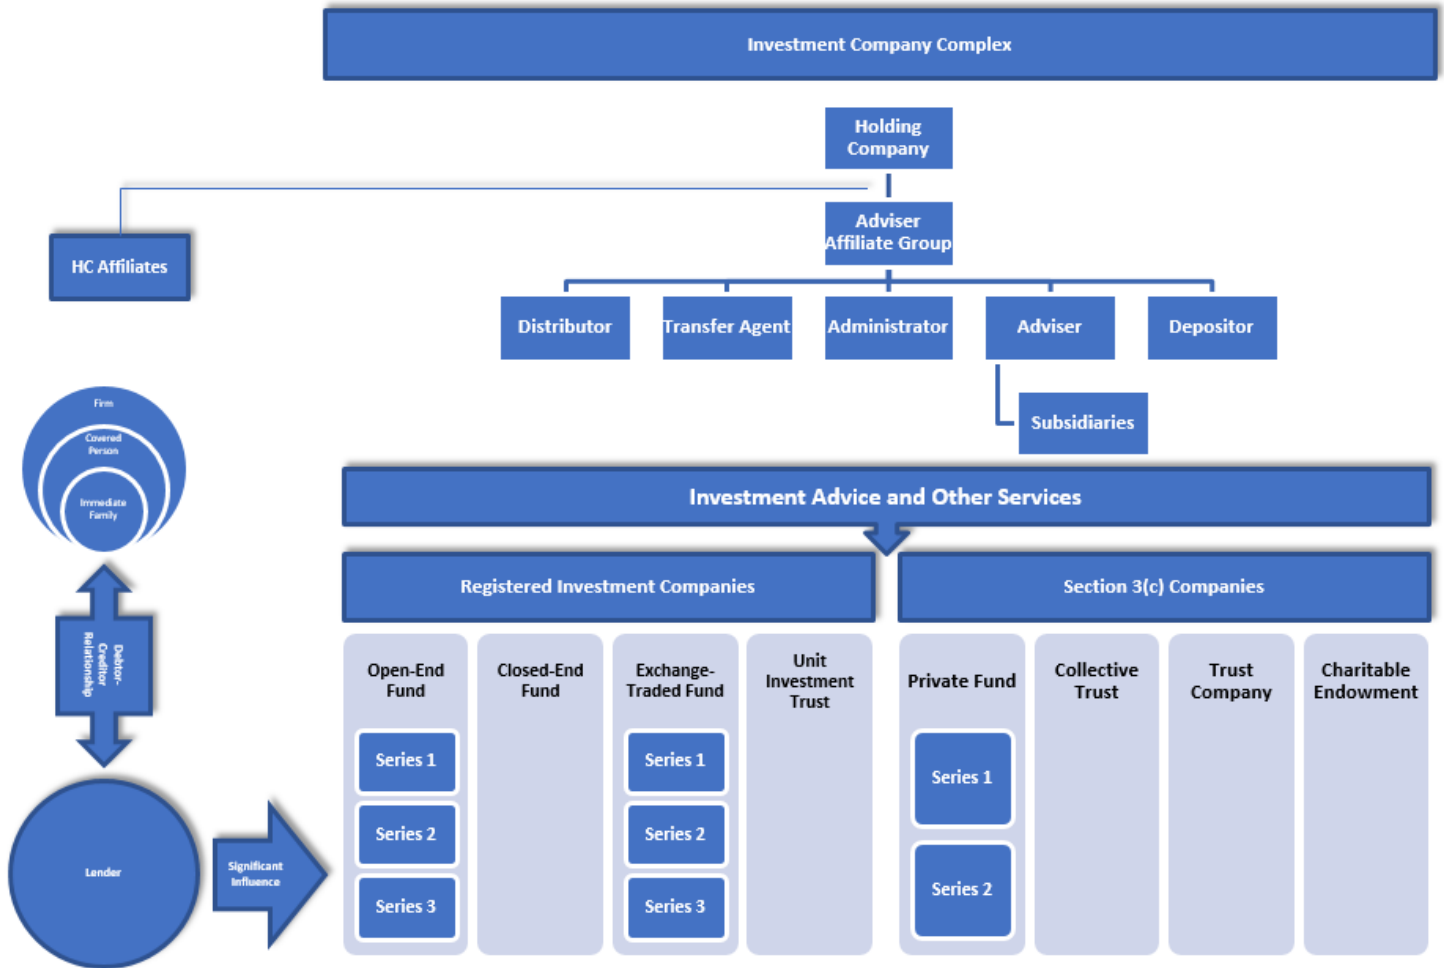 Investment Company Complex
Holding
Company
Adviser
Affiliate Group
HC Affiliates
Distributor
Transfer Agent
Administrator
Adviser
Depositor
Subsidiaries
Firm
Covered
Person
Immediate
Family
Debtor-
Creditor
Relationship
Lender
Significant
Influence
Investment Advice and Other Services
Registered Investment Companies
Section 3(c) Companies
Open-End
Fund
Series 1
Series 2
Series 3
Closed-End
Fund
Exchange-
Traded Fund
Series 1
Series 2
Series 3
Unit
Investment
Trust
Private Fund
Series 1
Series 2
Collective
Trust
Trust
Company
Charitable
Endowment